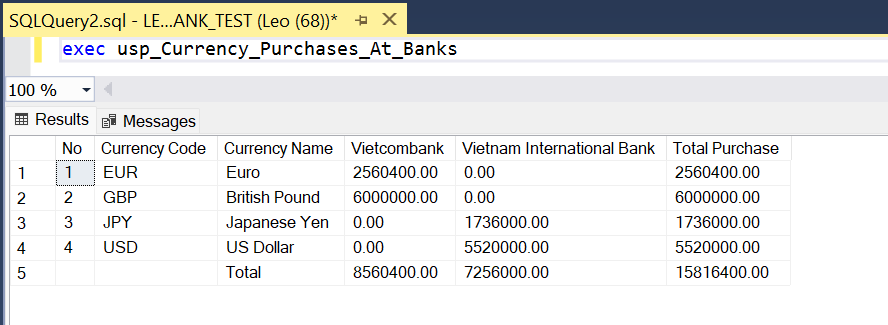 SQLQuery2.sql - LE...ANK_TEST (Leo (68))*
exec usp_Currency_Purchases_At_Banks
100 %
Results Messages
No Currency Code Currency Name Vietcombank Vietnam International Bank Total Purchase
1 1 EUR Euro 2560400.00 0.00 2560400.00
2 2 GBP British Pound 6000000.00 0.00 6000000.00
3 3 JPY Japanese Yen 0.00 1736000.00 1736000.00
4 4 USD US Dollar 0.00 5520000.00 5520000.00
5 Total 8560400.00 7256000.00 15816400.00